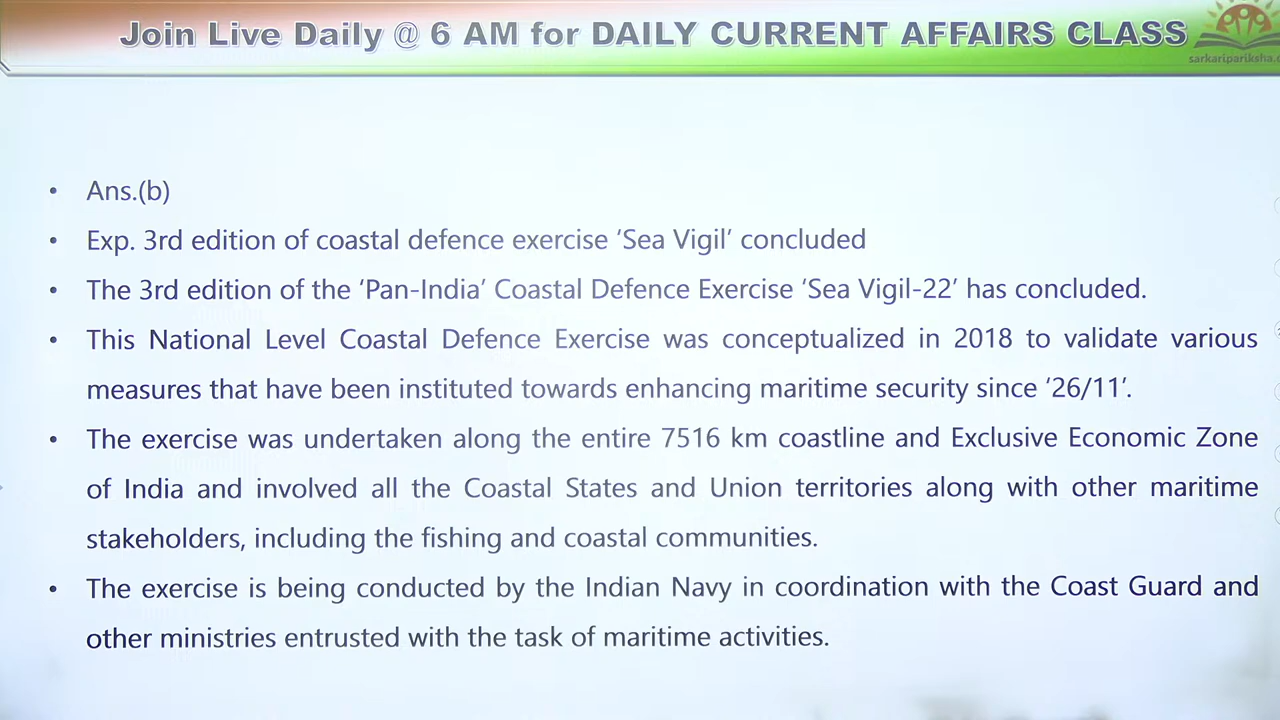 Join Live Daily @ 6 AM for DAILY CURRENT AFFAIRS CLASS
• Ans.(b)
• Exp. 3rd edition of coastal defence exercise ‘Sea Vigil’ concluded
• The 3rd edition of the ‘Pan-India’ Coastal Defence Exercise ‘Sea Vigil-22’ has concluded.
• This National Level Coastal Defence Exercise was conceptualized in 2018 to validate various
measures that have been instituted towards enhancing maritime security since ‘26/11’.
• The exercise was undertaken along the entire 7516 km coastline and Exclusive Economic Zone
of India and involved all the Coastal States and Union territories along with other maritime
stakeholders, including the fishing and coastal communities.
• The exercise is being conducted by the Indian Navy in coordination with the Coast Guard and
other ministries entrusted with the task of maritime activities.